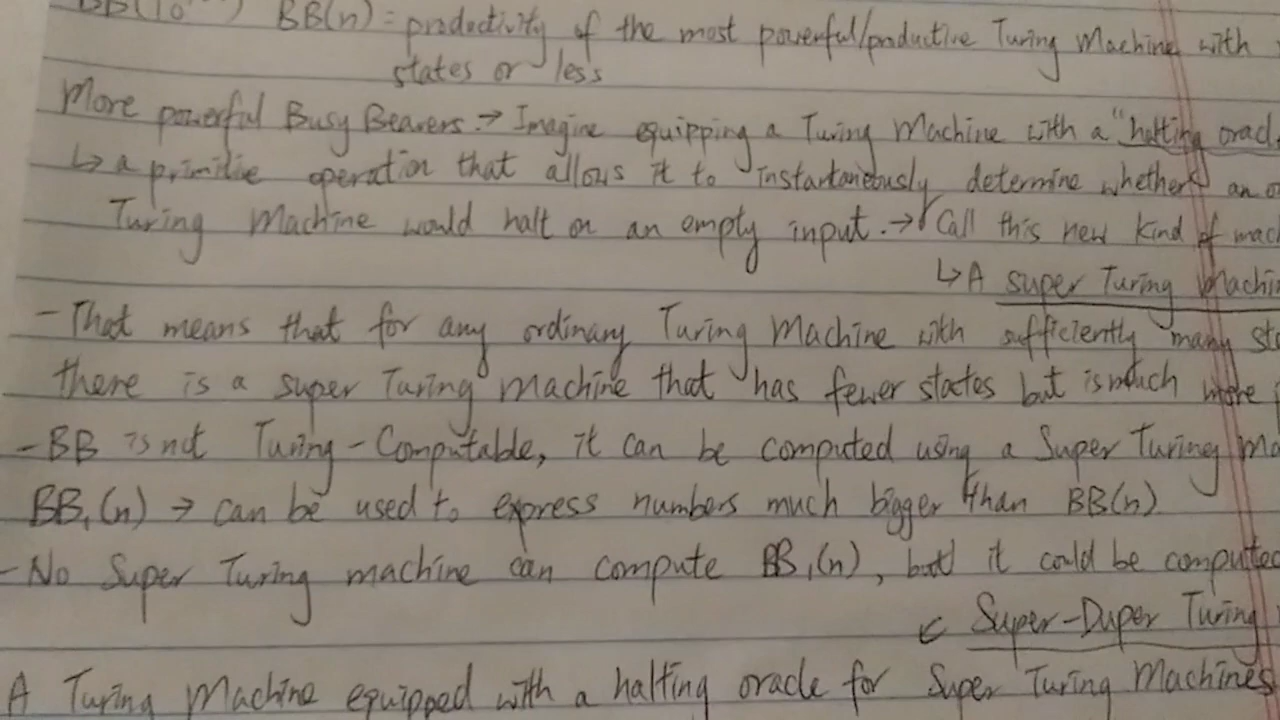 BB(10 ) BB(n) = productivity of the most powerful/productive Turing Machine with
states or less
More powerful Busy Beavers → Imagine equipping a Turing Machine with a "halting
↳ a primitive operation that allows it to instantaneously determine whether an
Turing Machine would halt on an empty input. → Call this new kind of
↳ A super Turing Machin
- That means that for any ordinary Turing Machine with sufficiently many
there is a super Turing machine that has fewer states but is much more
- BB is not Turing-Computable, it can be computed using a Super Turing
BB₁(n) → can be used to express numbers much bigger than BB(n)
- No Super Turing machine can compute BB₁(n), but it could be computed
Super-Duper Turing
A Turing Machine equipped with a halting oracle for Super Turing Machines